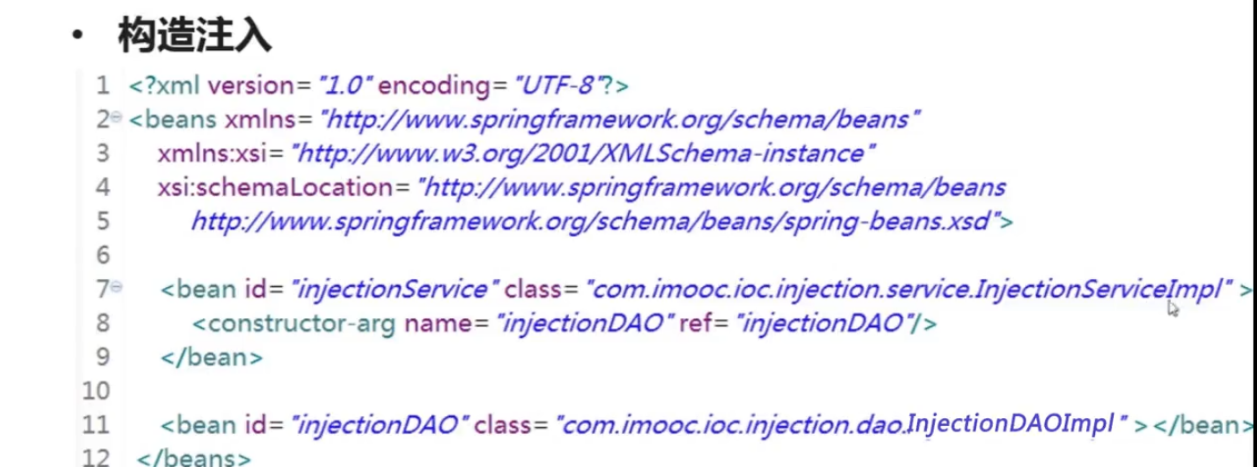 • 构造注入
1 <?xml version="1.0" encoding="UTF-8"?>
2 <beans xmlns="http://www.springframework.org/schema/beans"
3 xmlns:xsi="http://www.w3.org/2001/XMLSchema-instance"
4 xsi:schemaLocation="http://www.springframework.org/schema/beans
5 http://www.springframework.org/schema/beans/spring-beans.xsd">
6
7 <bean id="injectionService" class="com.imooc.ioc.injection.service.InjectionServiceImpl" >
8 <constructor-arg name="injectionDAO" ref="injectionDAO"/>
9 </bean>
10
11 <bean id="injectionDAO" class="com.imooc.ioc.injection.dao.InjectionDAOImpl" ></bean>
12 </beans>